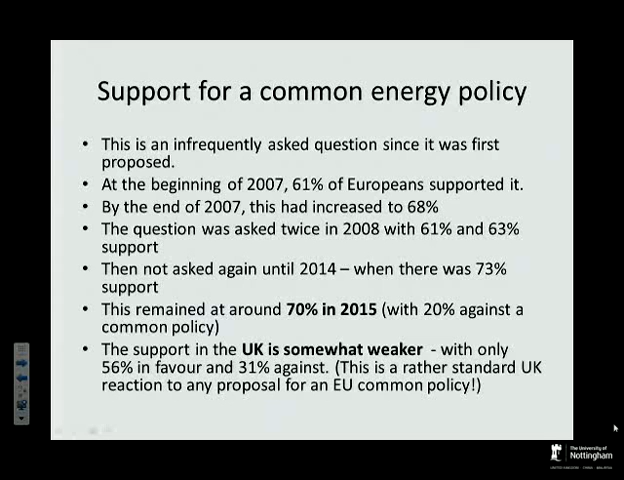 Support for a common energy policy
• This is an infrequently asked question since it was first
proposed.
• At the beginning of 2007, 61% of Europeans supported it.
• By the end of 2007, this had increased to 68%
• The question was asked twice in 2008 with 61% and 63%
support
• Then not asked again until 2014 – when there was 73%
support
• This remained at around 70% in 2015 (with 20% against a
common policy)
• The support in the UK is somewhat weaker - with only
56% in favour and 31% against. (This is a rather standard UK
reaction to any proposal for an EU common policy!)
The University of
Nottingham
UNITED KINGDOM · CHINA · MALAYSIA